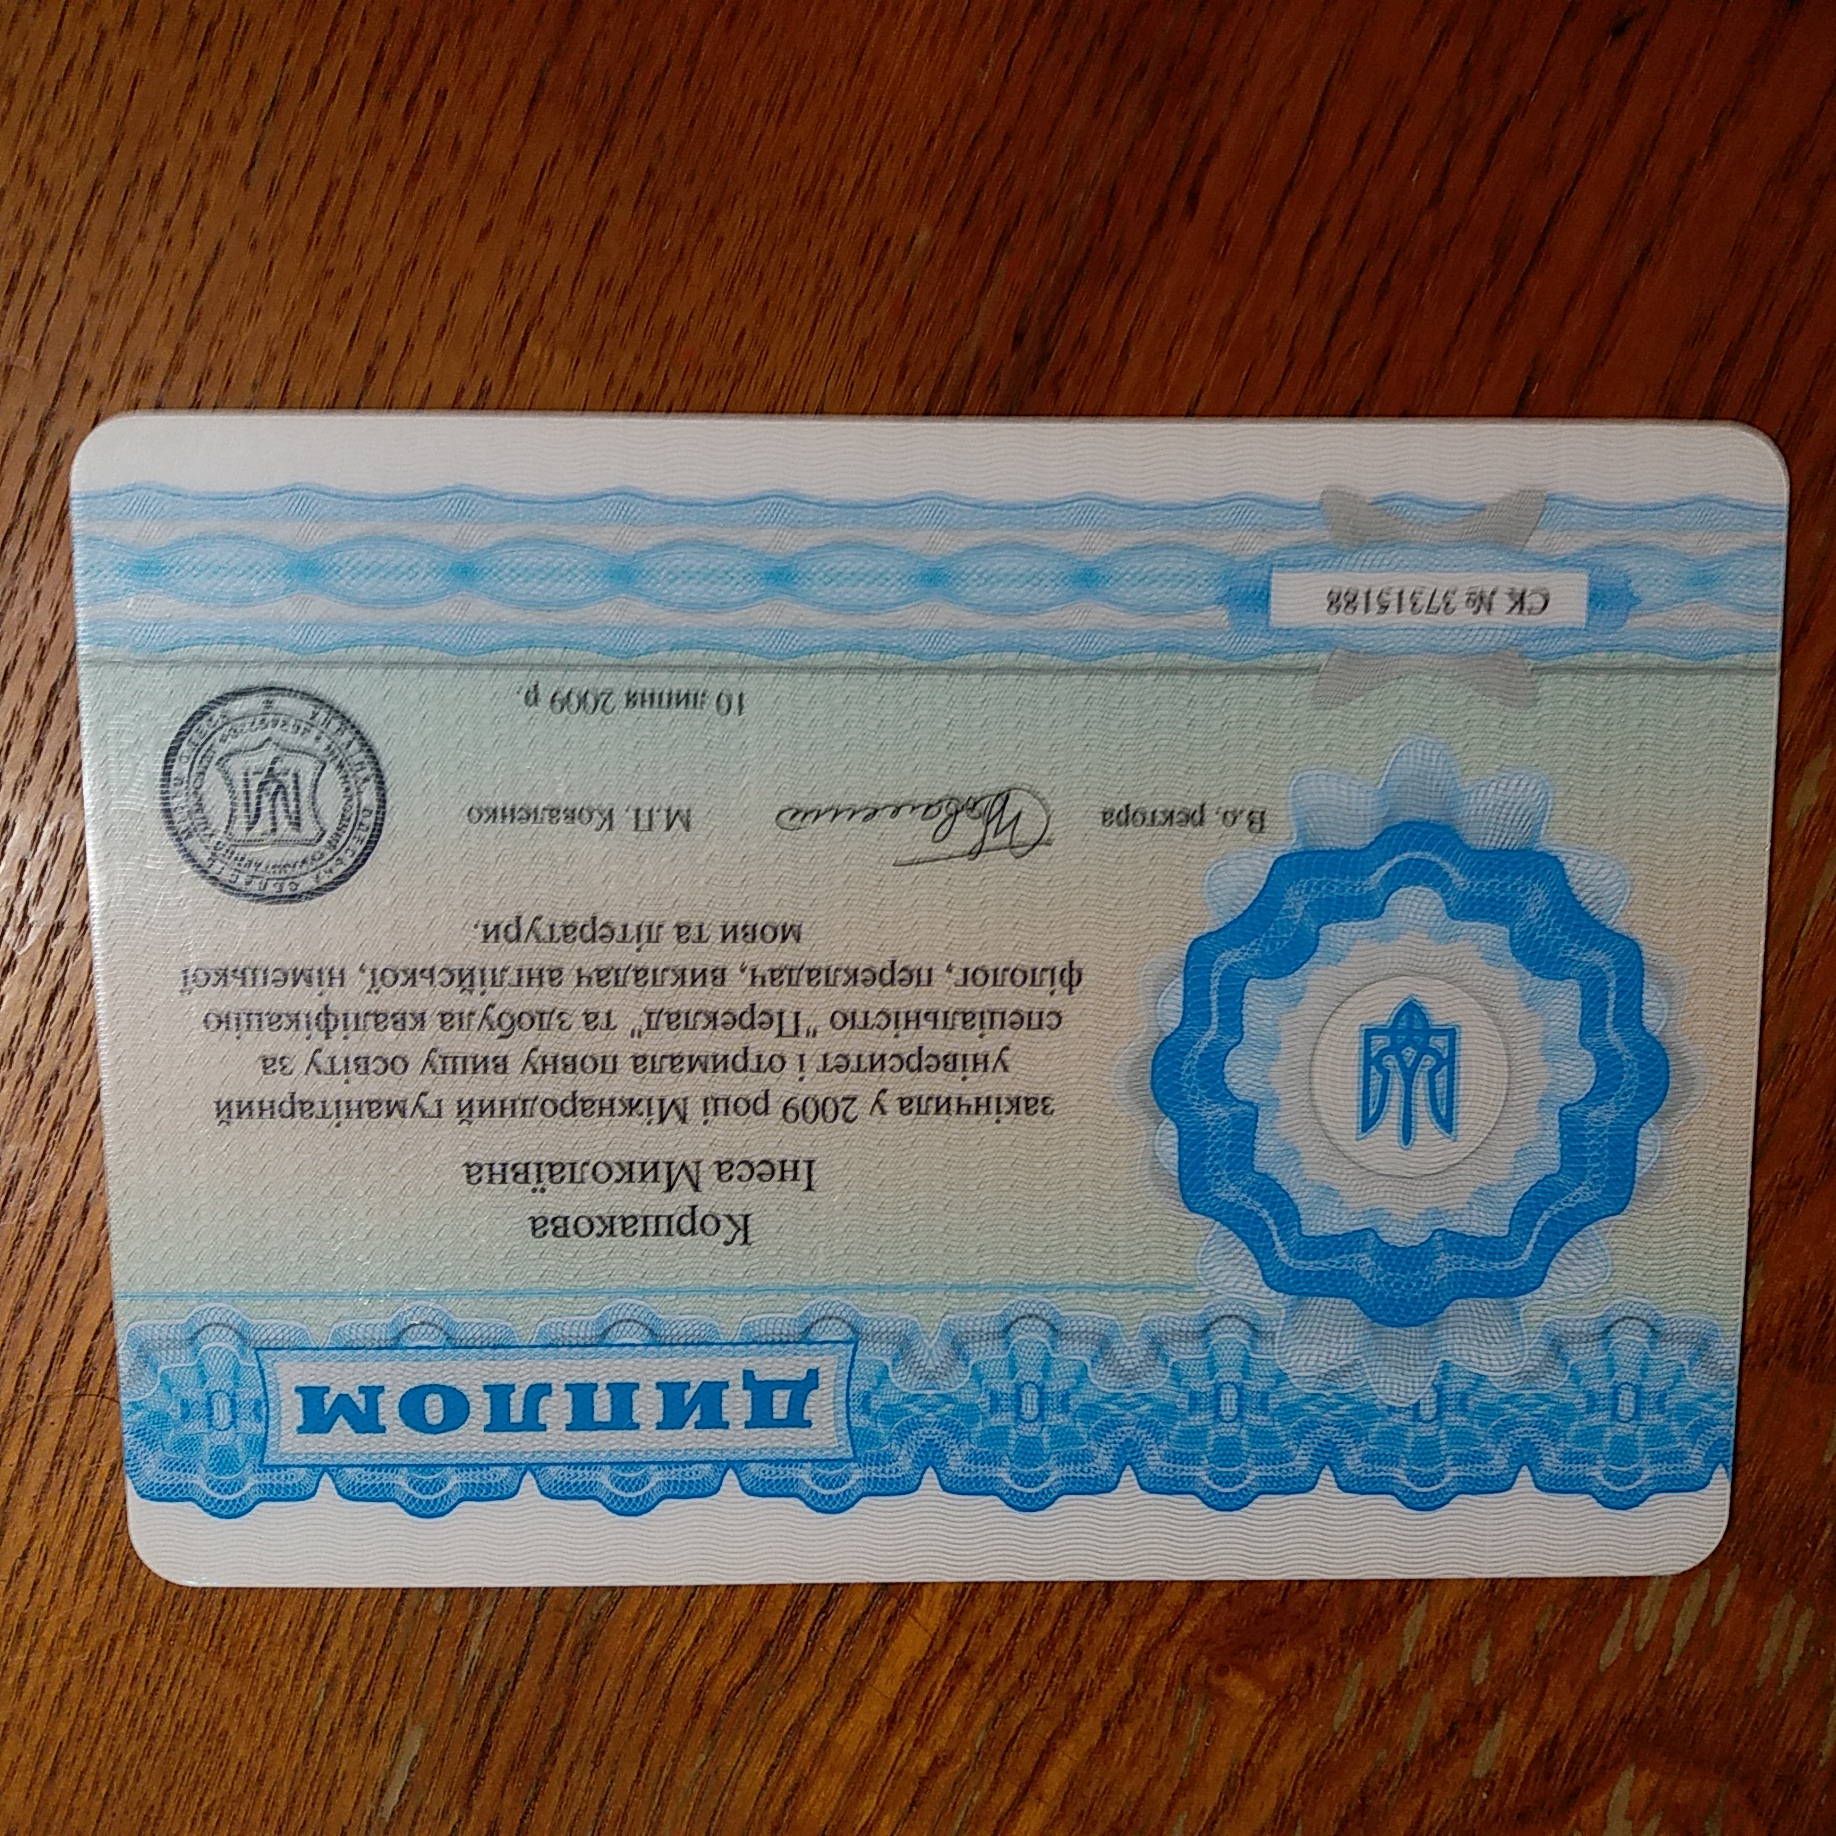 ДИПЛОМ
Коршакова
Інесса Миколаївна
закінчила у 2009 році Міжнародний гуманітарний
університет і отримала повну вищу освіту за
спеціальністю "Переклад" та здобула кваліфікацію
філолог, перекладач, викладач англійської, німецької
мови та літератури.
В.о. ректора М.П. Коваленко
10 липня 2009 р.
СК № 37315188